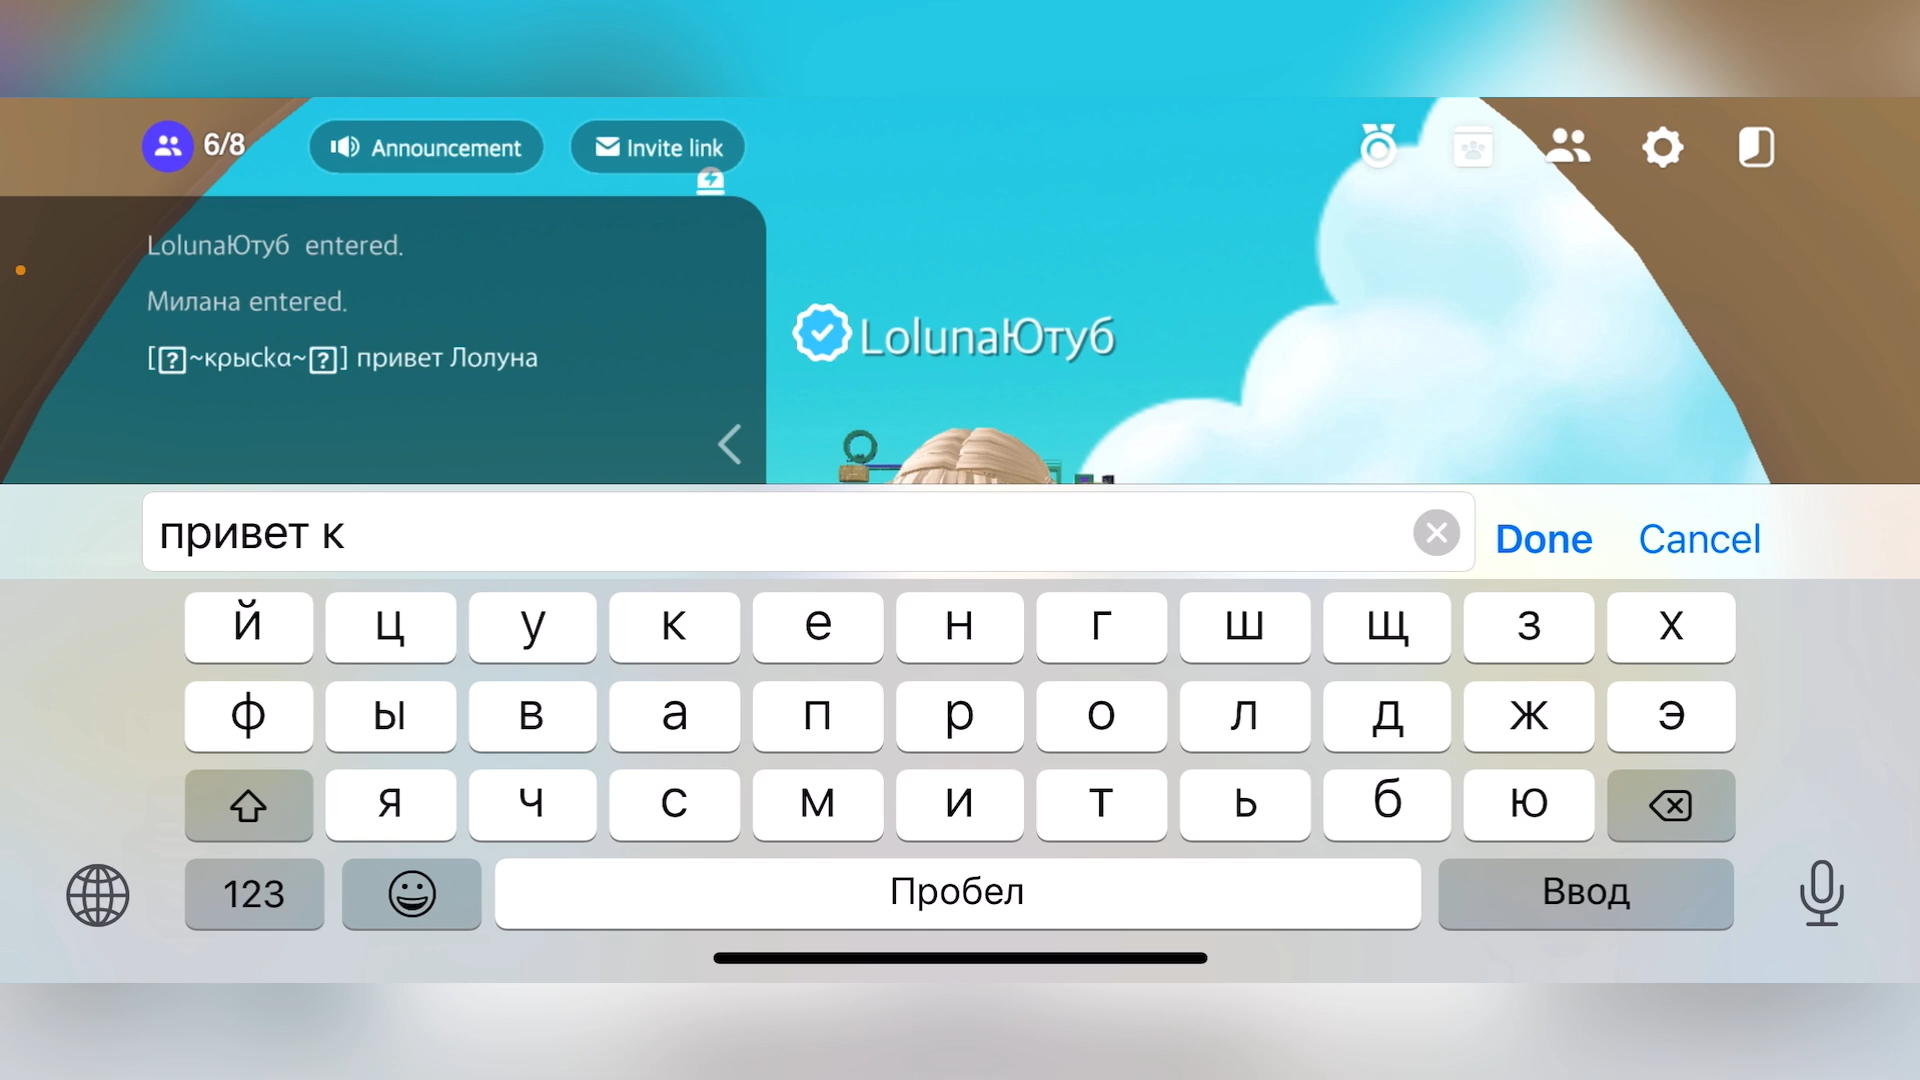 6/8
Announcement
Invite link
LolunaЮтуб entered.
Милана entered.
[?~крыска~?] привет Лолуна
LolunaЮтуб
привет к
Done
Cancel
й ц у к е н г ш щ з х
ф ы в а п р о л д ж э
я ч с м и т ь б ю
123
Пробел
Ввод